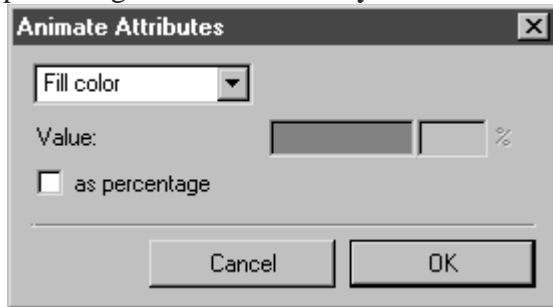 Animate Attributes
Fill color
Value: %
as percentage
Cancel OK